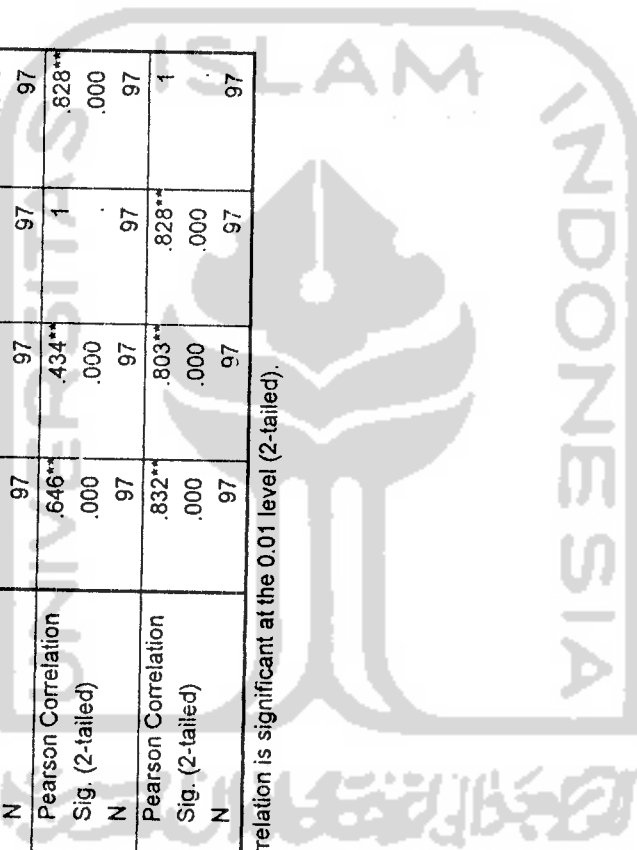 N 97 97 97 97
Pearson Correlation .646** .434** 1 .828**
Sig. (2-tailed) .000 .000 . .000
N 97 97 97 97
Pearson Correlation .832** .803** .828** 1
Sig. (2-tailed) .000 .000 .000 .
N 97 97 97 97
relation is significant at the 0.01 level (2-tailed).
UNIVERSITAS
ISLAM
INDONESIA